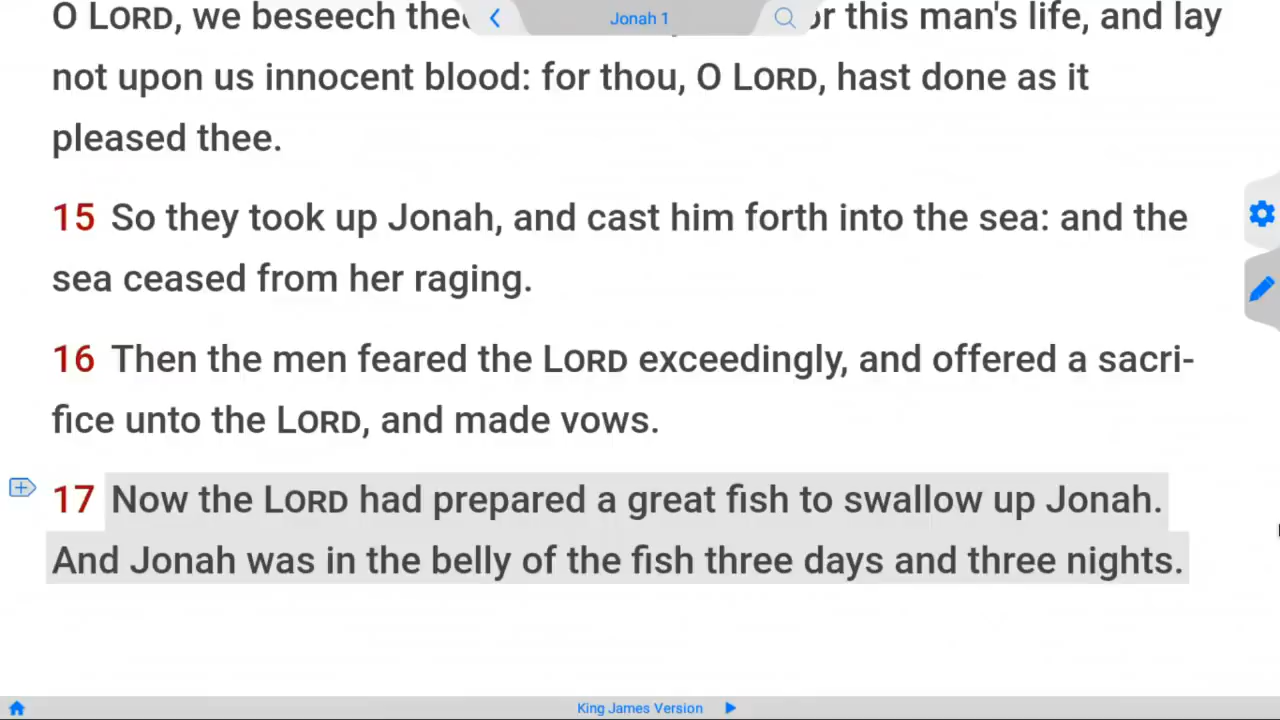 Jonah 1
O LORD, we beseech for this man's life, and lay
not upon us innocent blood: for thou, O LORD, hast done as it
pleased thee.
15 So they took up Jonah, and cast him forth into the sea: and the
sea ceased from her raging.
16 Then the men feared the LORD exceedingly, and offered a sacri-
fice unto the LORD, and made vows.
17 Now the LORD had prepared a great fish to swallow up Jonah.
And Jonah was in the belly of the fish three days and three nights.
King James Version